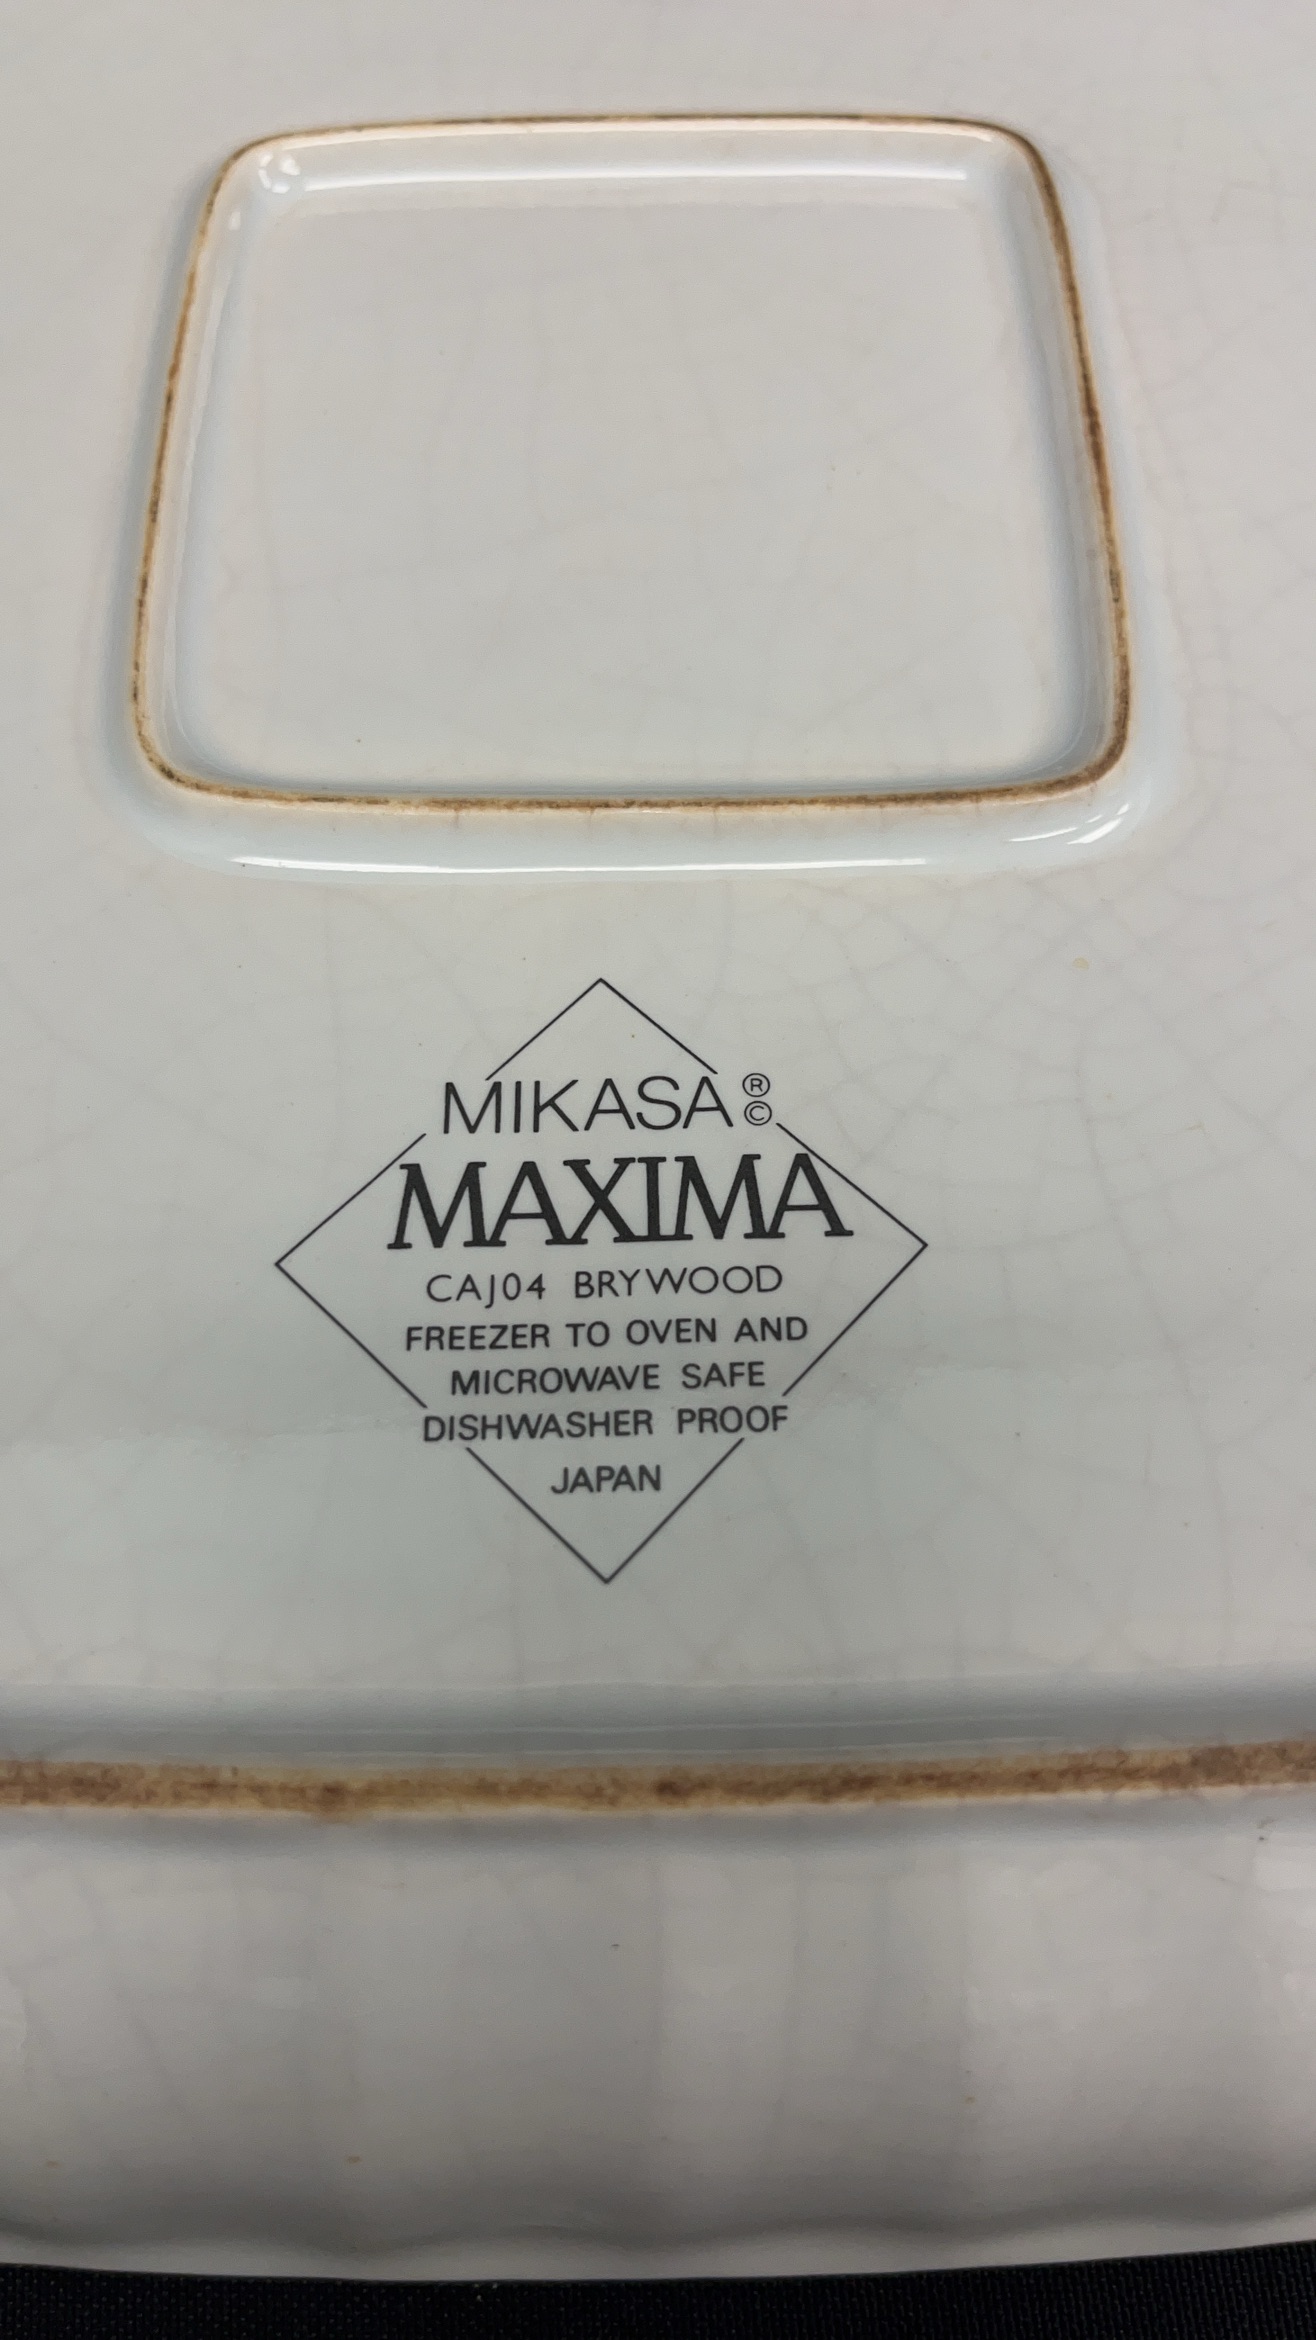 MIKASA®©
MAXIMA
CAJ04 BRYWOOD
FREEZER TO OVEN AND
MICROWAVE SAFE
DISHWASHER PROOF
JAPAN